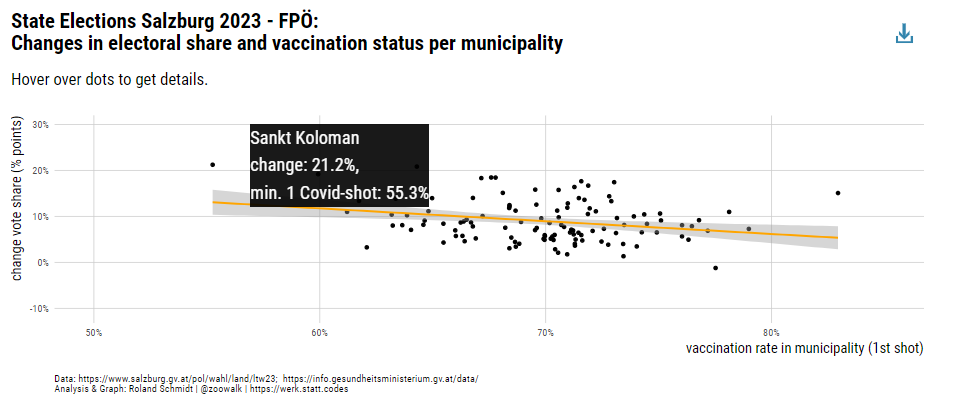 State Elections Salzburg 2023 - FPÖ:
Changes in electoral share and vaccination status per municipality
Hover over dots to get details.
change vote share (% points)
30%
20%
10%
0%
-10%
Sankt Koloman
change: 21.2%,
min. 1 Covid-shot: 55.3%
50%
60%
70%
80%
vaccination rate in municipality (1st shot)
Data: https://www.salzburg.gv.at/pol/wahl/land/ltw23; https://info.gesundheitsministerium.gv.at/data/
Analysis & Graph: Roland Schmidt | @zoowalk | https://werk.statt.codes